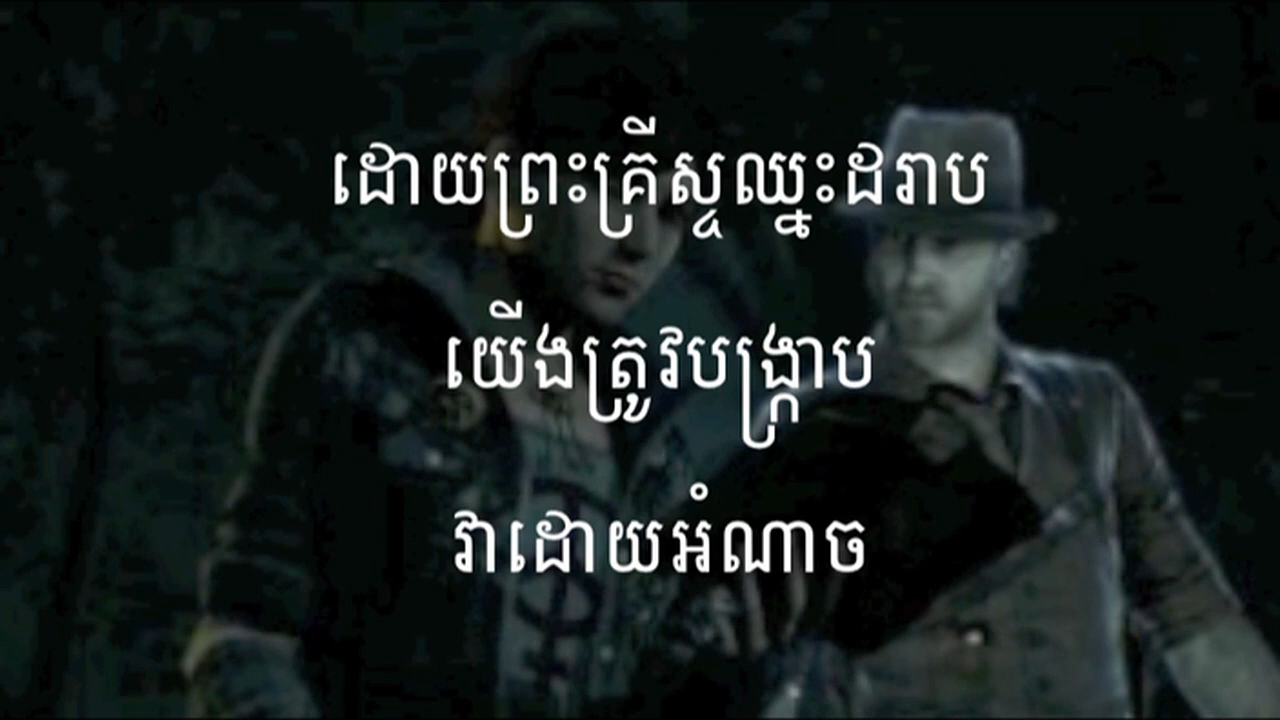 ដោយព្រះគ្រីស្ទឈ្នះដរាប
យើងត្រូវបង្ក្រាប
វាដោយអំណាច